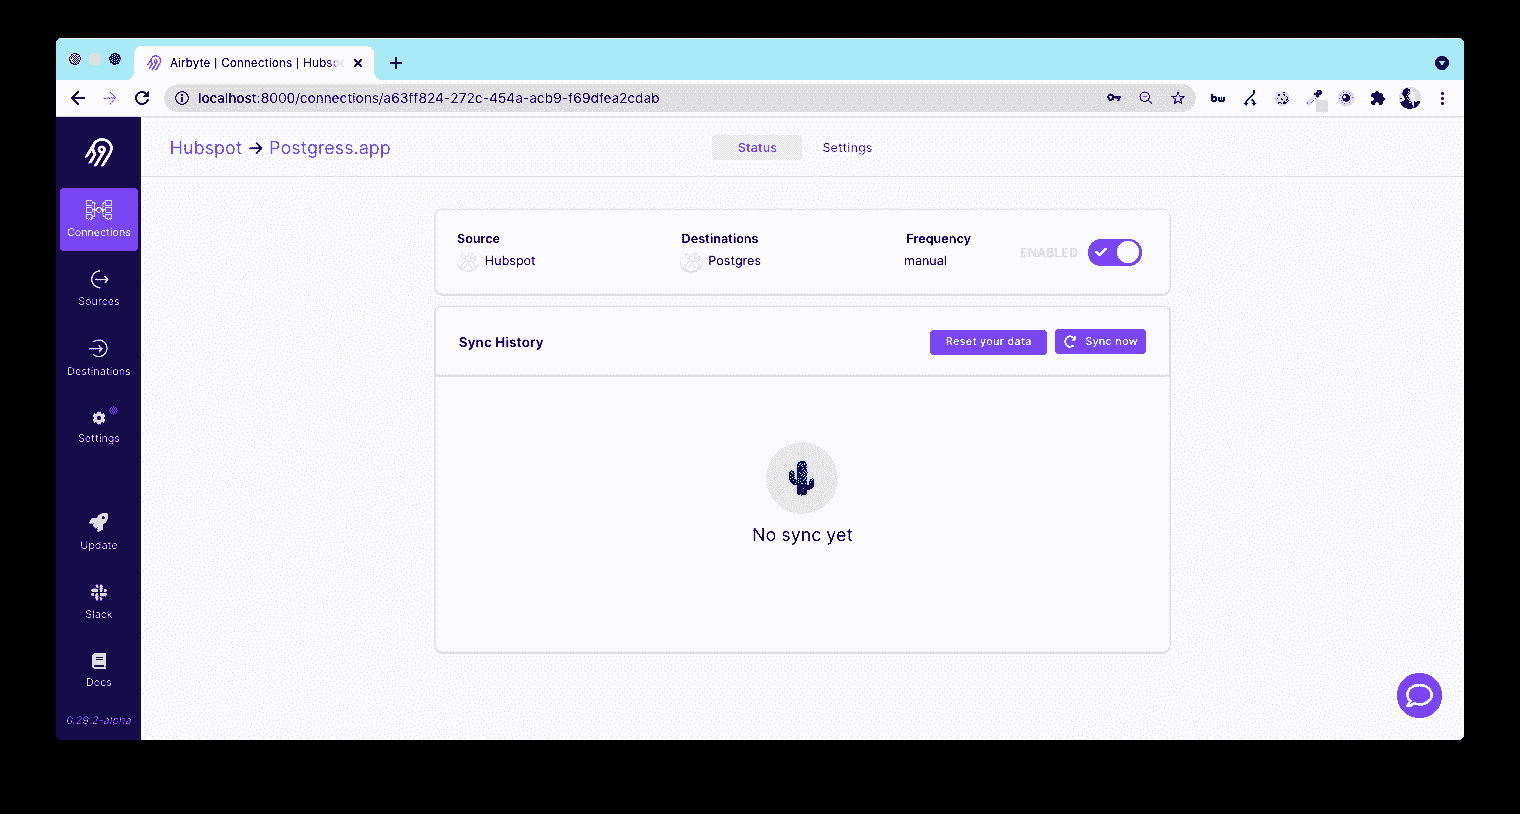 Airbyte | Connections | Hubspo
localhost:8000/connections/a63ff824-272c-454a-acb9-f69dfea2cdab
bw
Hubspot → Postgress.app
Status
Settings
Connections
Sources
Destinations
Settings
Update
Slack
Docs
0.29.2-alpha
Source
Hubspot
Destinations
Postgres
Frequency
manual
ENABLED
Sync History
Reset your data
Sync now
No sync yet